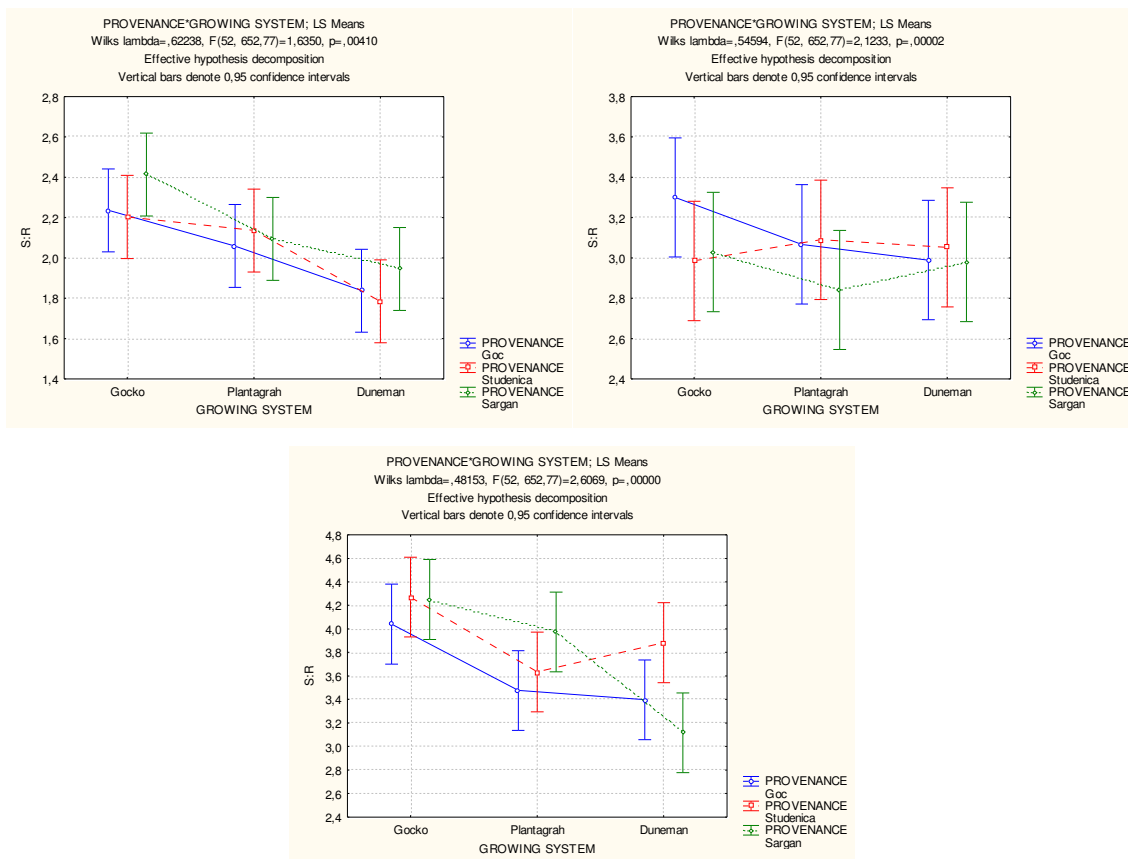 PROVENANCE*GROWING SYSTEM; LS Means
Wilks lambda=,62238, F(52, 652,77)=1,6350, p=,00410
Effective hypothesis decomposition
Vertical bars denote 0,95 confidence intervals
2,8
2,6
2,4
2,2
2,0
1,8
1,6
1,4
S:R
Gocko Plantagrah Duneman
GROWING SYSTEM
PROVENANCE
Goc
PROVENANCE
Studenica
PROVENANCE
Sargan
PROVENANCE*GROWING SYSTEM; LS Means
Wilks lambda=,54594, F(52, 652,77)=2,1233, p=,00002
Effective hypothesis decomposition
Vertical bars denote 0,95 confidence intervals
3,8
3,6
3,4
3,2
3,0
2,8
2,6
2,4
S:R
Gocko Plantagrah Duneman
GROWING SYSTEM
PROVENANCE
Goc
PROVENANCE
Studenica
PROVENANCE
Sargan
PROVENANCE*GROWING SYSTEM; LS Means
Wilks lambda=,48153, F(52, 652,77)=2,6069, p=,00000
Effective hypothesis decomposition
Vertical bars denote 0,95 confidence intervals
4,8
4,6
4,4
4,2
4,0
3,8
3,6
3,4
3,2
3,0
2,8
2,6
2,4
S:R
Gocko Plantagrah Duneman
GROWING SYSTEM
PROVENANCE
Goc
PROVENANCE
Studenica
PROVENANCE
Sargan